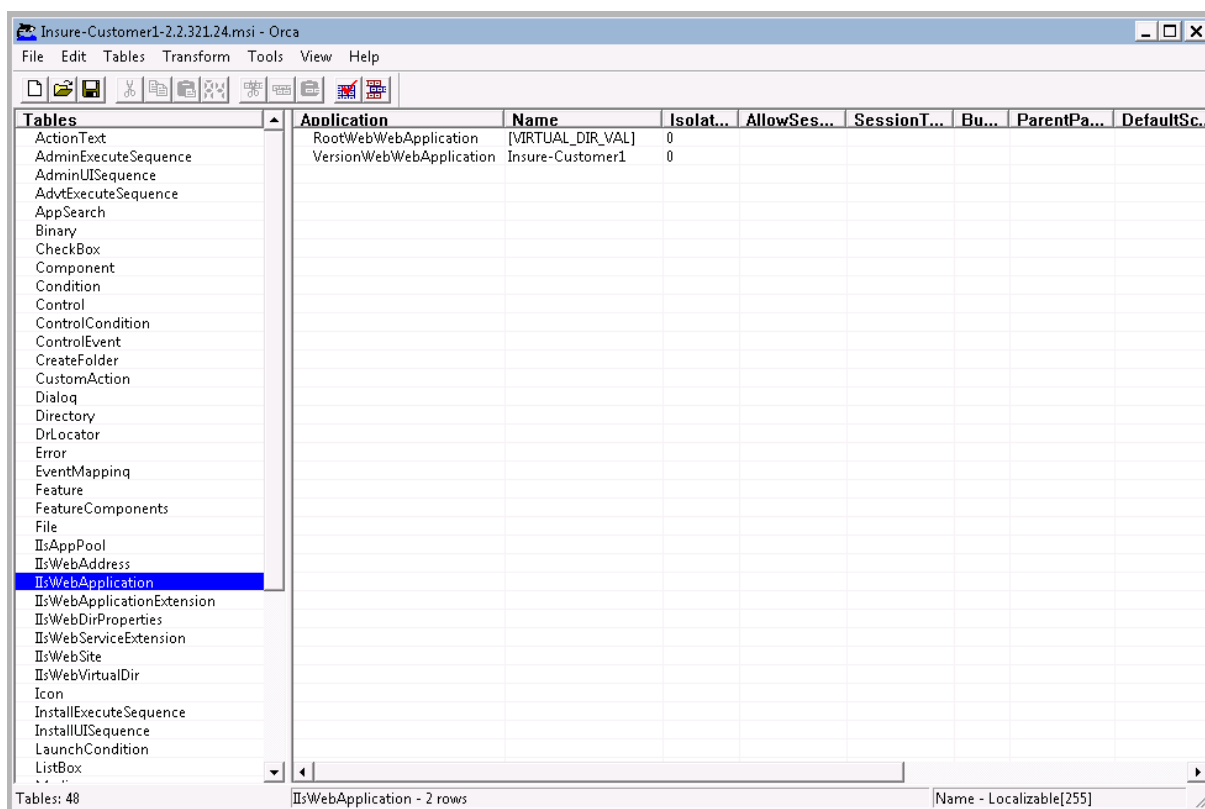 Insure-Customer1-2.2.321.24.msi - Orca
File Edit Tables Transform Tools View Help
Tables Application Name Isolat... AllowSes... SessionT... Bu... ParentPa... DefaultSc...
ActionText RootWebWebApplication [VIRTUAL_DIR_VAL] 0
AdminExecuteSequence VersionWebWebApplication Insure-Customer1 0
AdminUISequence
AdvtExecuteSequence
AppSearch
Binary
CheckBox
Component
Condition
Control
ControlCondition
ControlEvent
CreateFolder
CustomAction
Dialog
Directory
DrLocator
Error
EventMapping
Feature
FeatureComponents
File
IIsAppPool
IIsWebAddress
IIsWebApplication
IIsWebApplicationExtension
IIsWebDirProperties
IIsWebServiceExtension
IIsWebSite
IIsWebVirtualDir
Icon
InstallExecuteSequence
InstallUISequence
LaunchCondition
ListBox
Tables: 48 IIsWebApplication - 2 rows Name - Localizable[255]